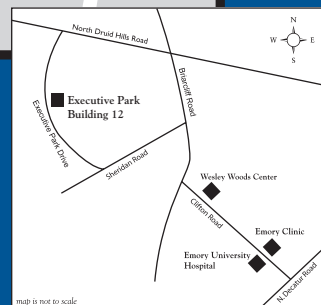 North Druid Hills Road
N
W
E
S
Briarcliff Road
Executive Park
Building 12
Executive Park Drive
Sheridan Road
Wesley Woods Center
Clifton Road
Emory Clinic
Emory University
Hospital
N. Decatur Road
map is not to scale